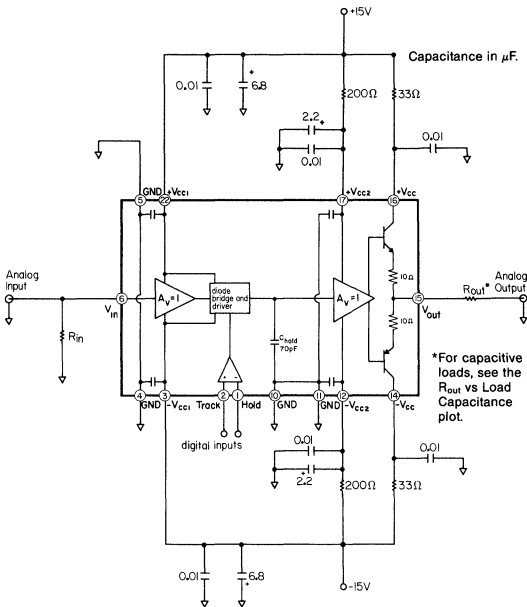 +15V
Capacitance in μF.
0.01
+
6.8
200Ω
33Ω
2.2
+
0.01
0.01
5
GND
+VCC1
22
17
+VCC2
16
+VCC
Analog
Input
6
VIN
Rin
AV=1
diode
bridge and
driver
Chold
70pF
AV≠1
10Ω
10Ω
15
VOUT
Rout*
Analog
Output
*For capacitive
loads, see the
Rout vs Load
Capacitance
plot.
+
-
4
GND
3
-VCC1
Track
2
1
Hold
10
GND
11
GND
12
-VCC2
14
-VCC
digital inputs
0.01
2.2
+
0.01
200Ω
33Ω
0.01
6.8
+
-15V